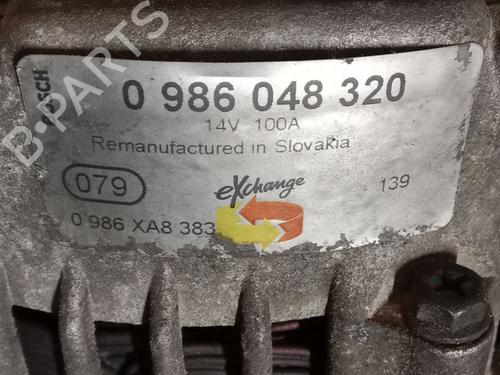 BOSCH
0 986 048 320
14V 100A
Remanufactured in Slovakia
079
eXchange
139
0 986 XA8 383
B-PARTS